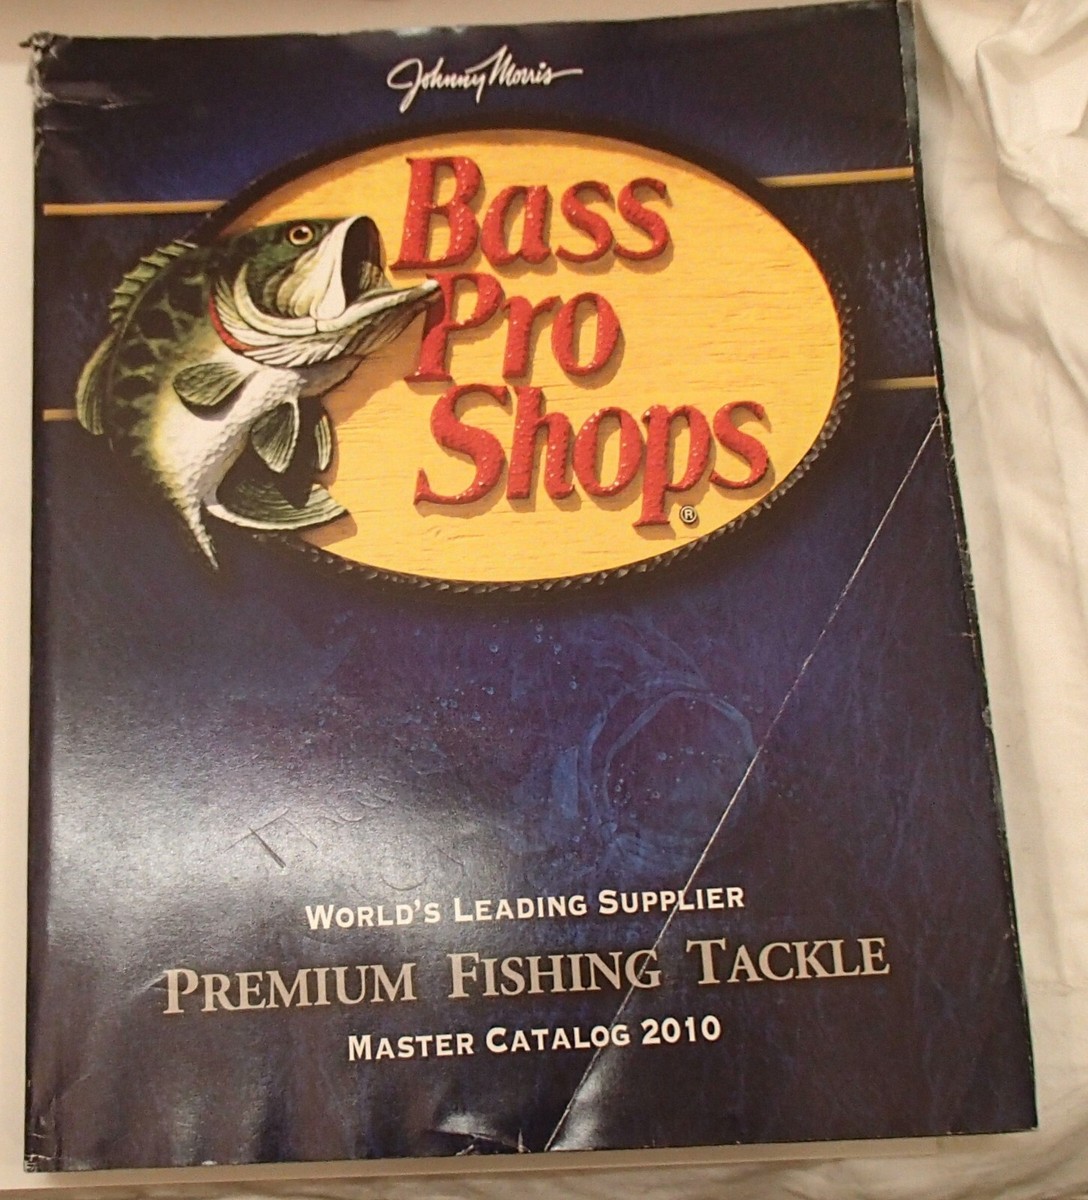 Johnny Morris
Bass
Pro
Shops®
World's Leading Supplier
Premium Fishing Tackle
Master Catalog 2010